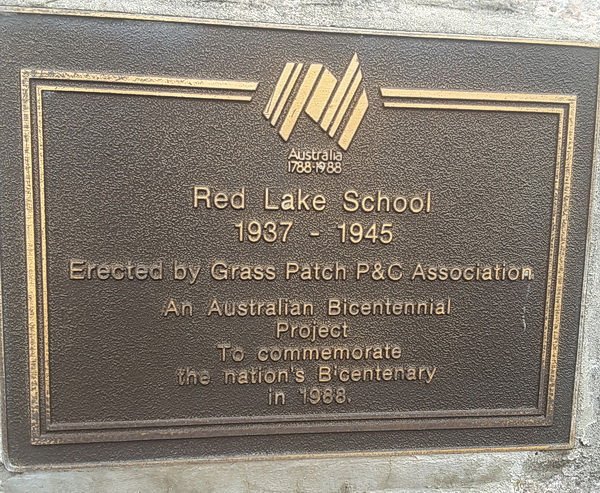 Australia
1788-1988
Red Lake School
1937 - 1945
Erected by Grass Patch P&C Association
An Australian Bicentennial
Project
To commemorate
the nation's Bicentenary
in 1988.